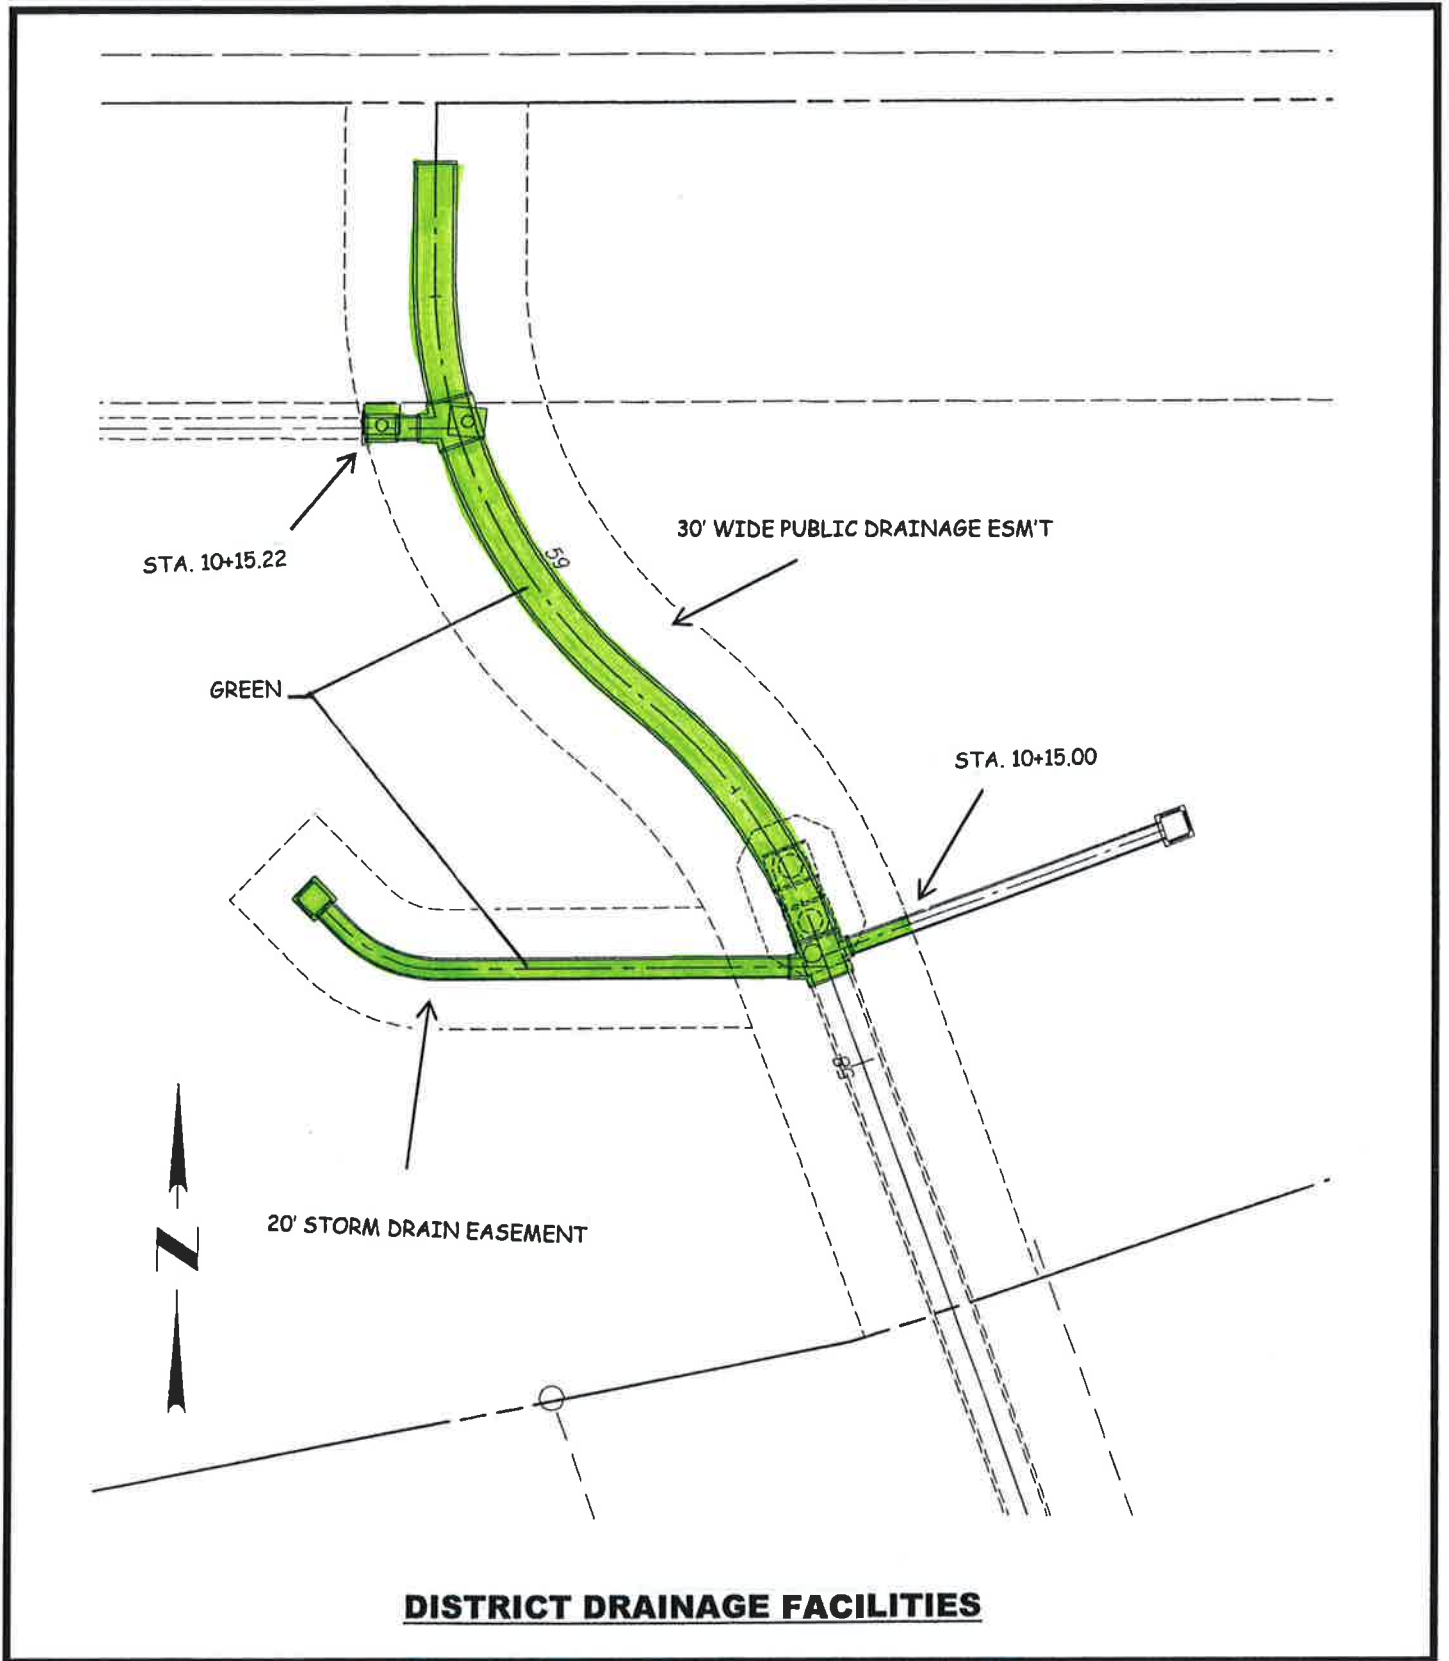 59
30' WIDE PUBLIC DRAINAGE ESM'T
STA. 10+15.22
GREEN
STA. 10+15.00
58
20' STORM DRAIN EASEMENT
N
DISTRICT DRAINAGE FACILITIES